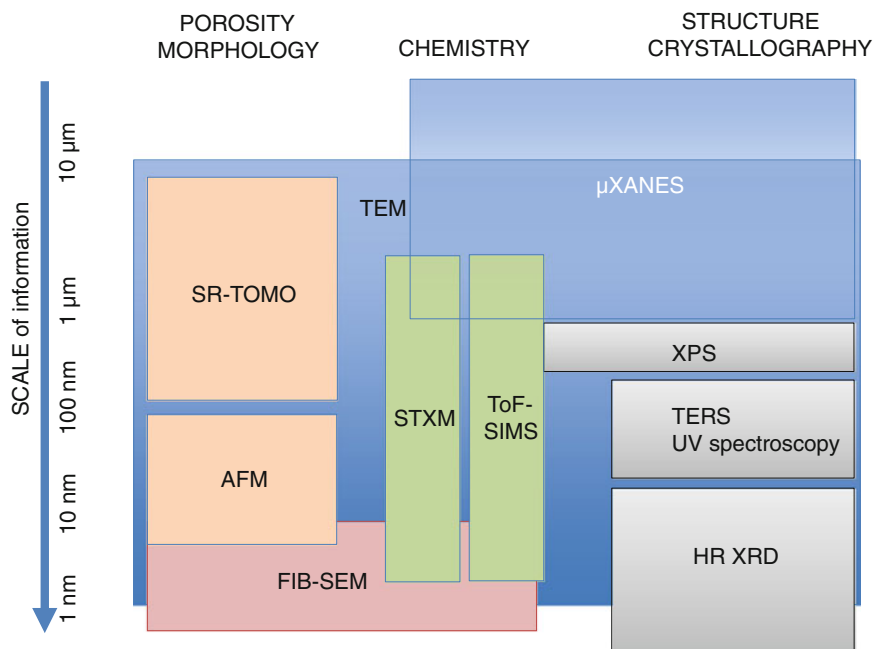 POROSITY
MORPHOLOGY
CHEMISTRY
STRUCTURE
CRYSTALLOGRAPHY
SCALE of information
10 µm
1 µm
100 nm
10 nm
1 nm
µXANES
TEM
SR-TOMO
XPS
STXM
ToF-
SIMS
TERS
UV spectroscopy
AFM
HR XRD
FIB-SEM